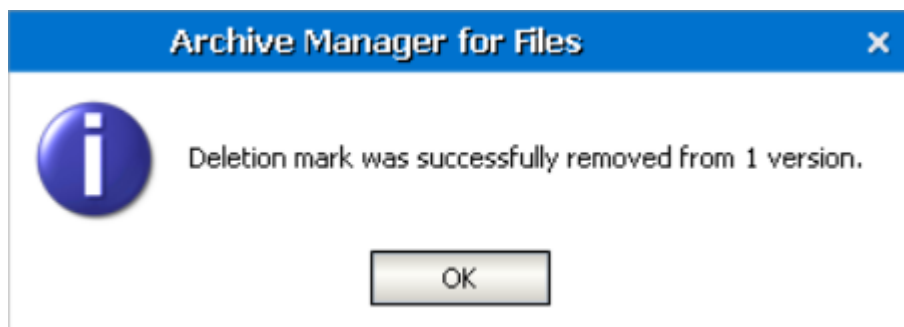 Archive Manager for Files
Deletion mark was successfully removed from 1 version.
OK